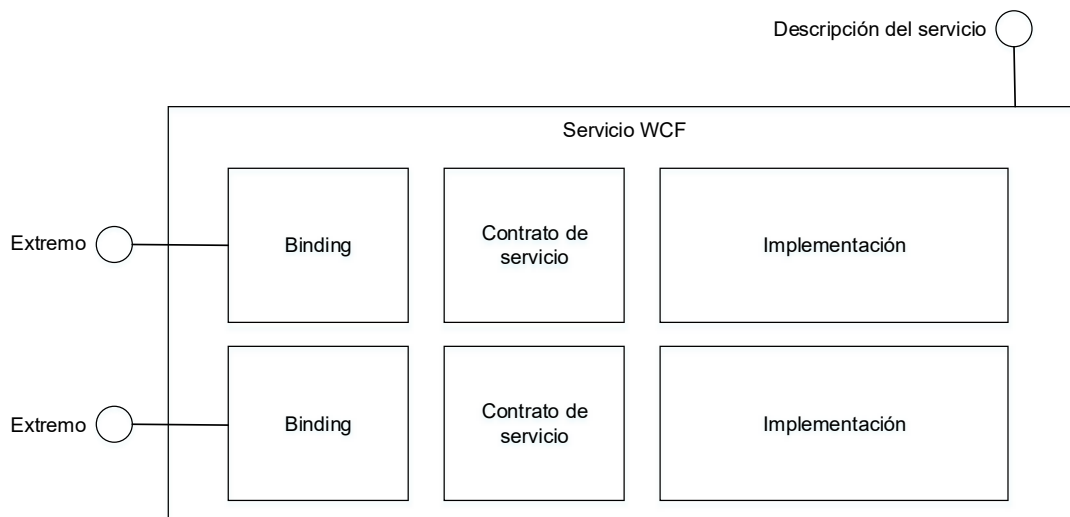 Descripción del servicio
Servicio WCF
Extremo
Binding
Contrato de
servicio
Implementación
Extremo
Binding
Contrato de
servicio
Implementación